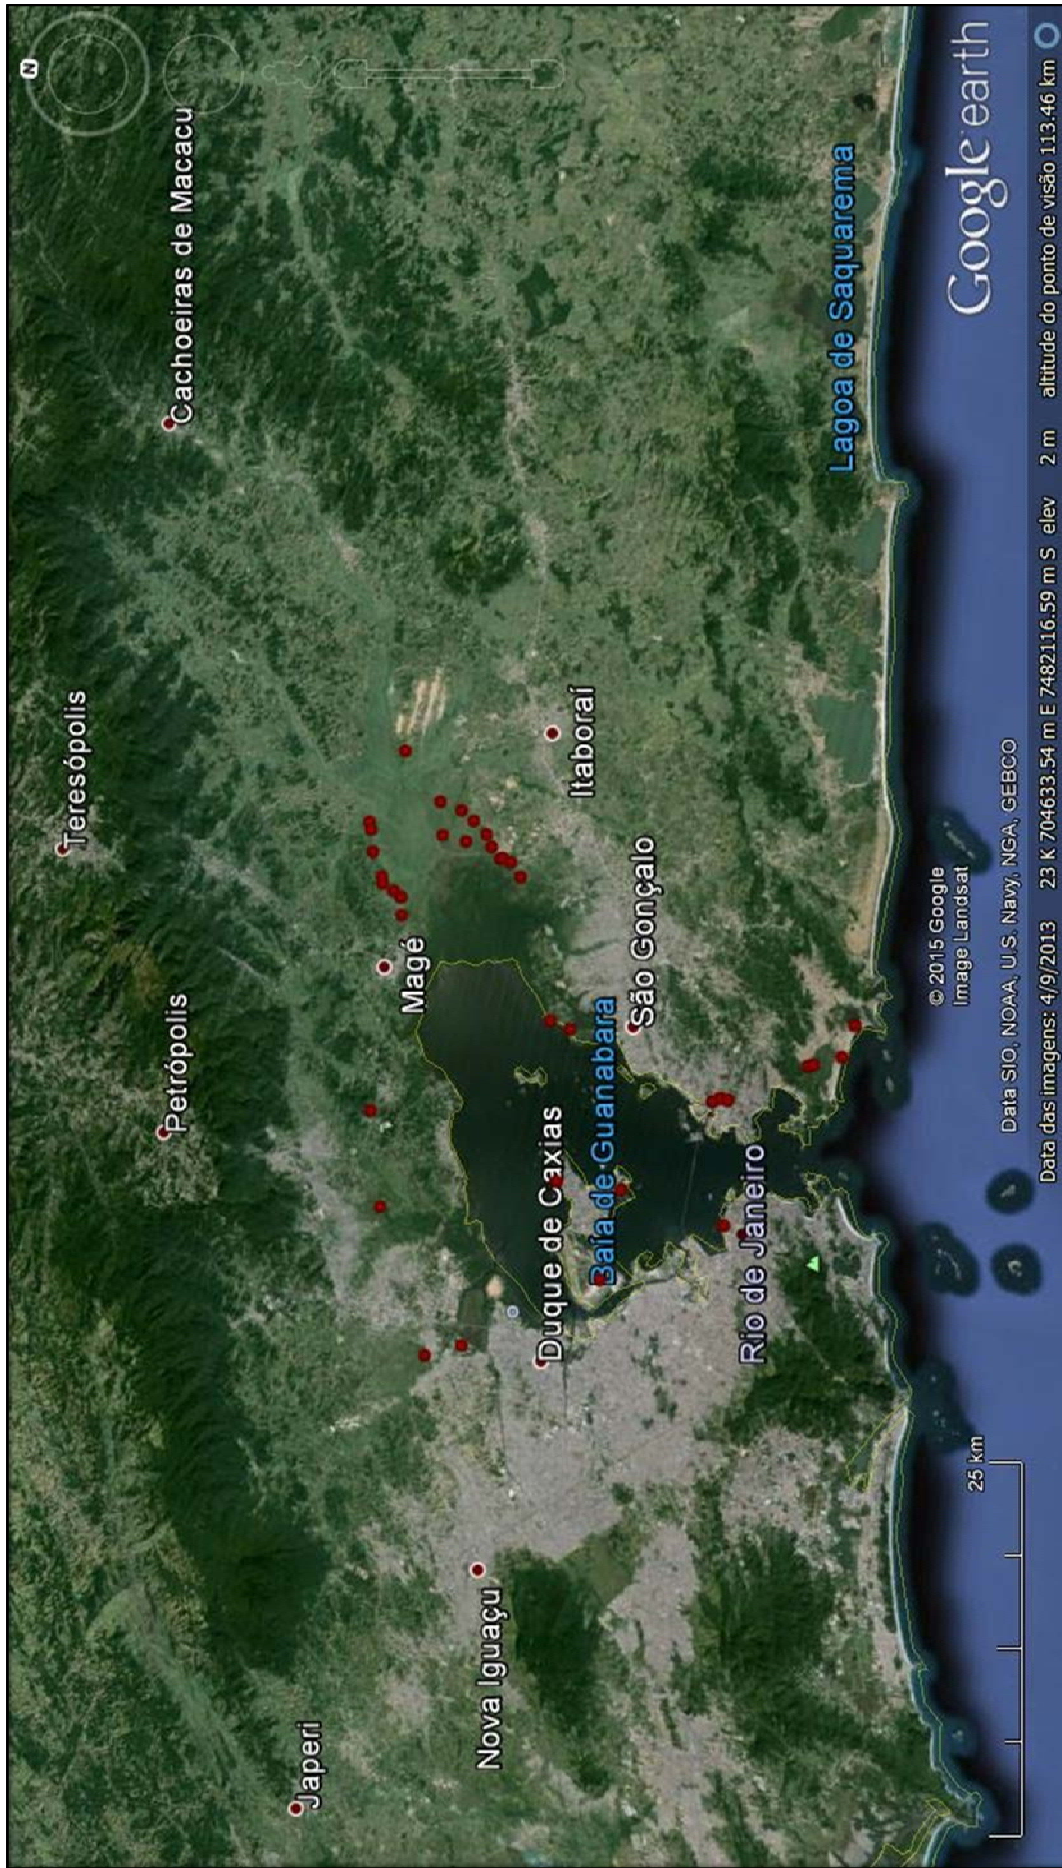 N
Teresópolis
Cachoeiras de Macacu
Petrópolis
Japeri
Magé
Itaboraí
Nova Iguaçu
Duque de Caxias
Baía de Guanabara
São Gonçalo
Rio de Janeiro
Lagoa de Saquarema
© 2015 Google
Image Landsat
25 km
Data SIO, NOAA, U.S. Navy, NGA, GEBCO
Google earth
Data das imagens: 4/9/2013 23 K 704633.54 m E 7482116.59 m S elev 2 m altitude do ponto de visão 113.46 km